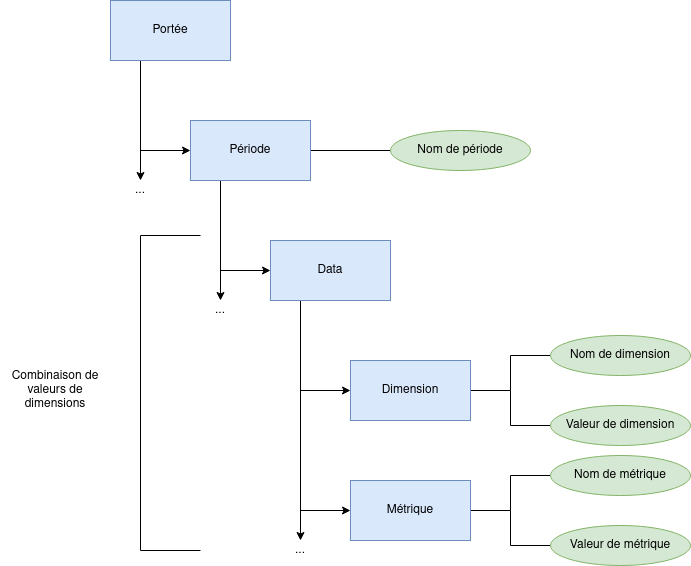 Portée
Période
Nom de période
...
Data
...
Nom de dimension
Combinaison de
valeurs de
dimensions
Dimension
Valeur de dimension
Nom de métrique
Métrique
Valeur de métrique
...